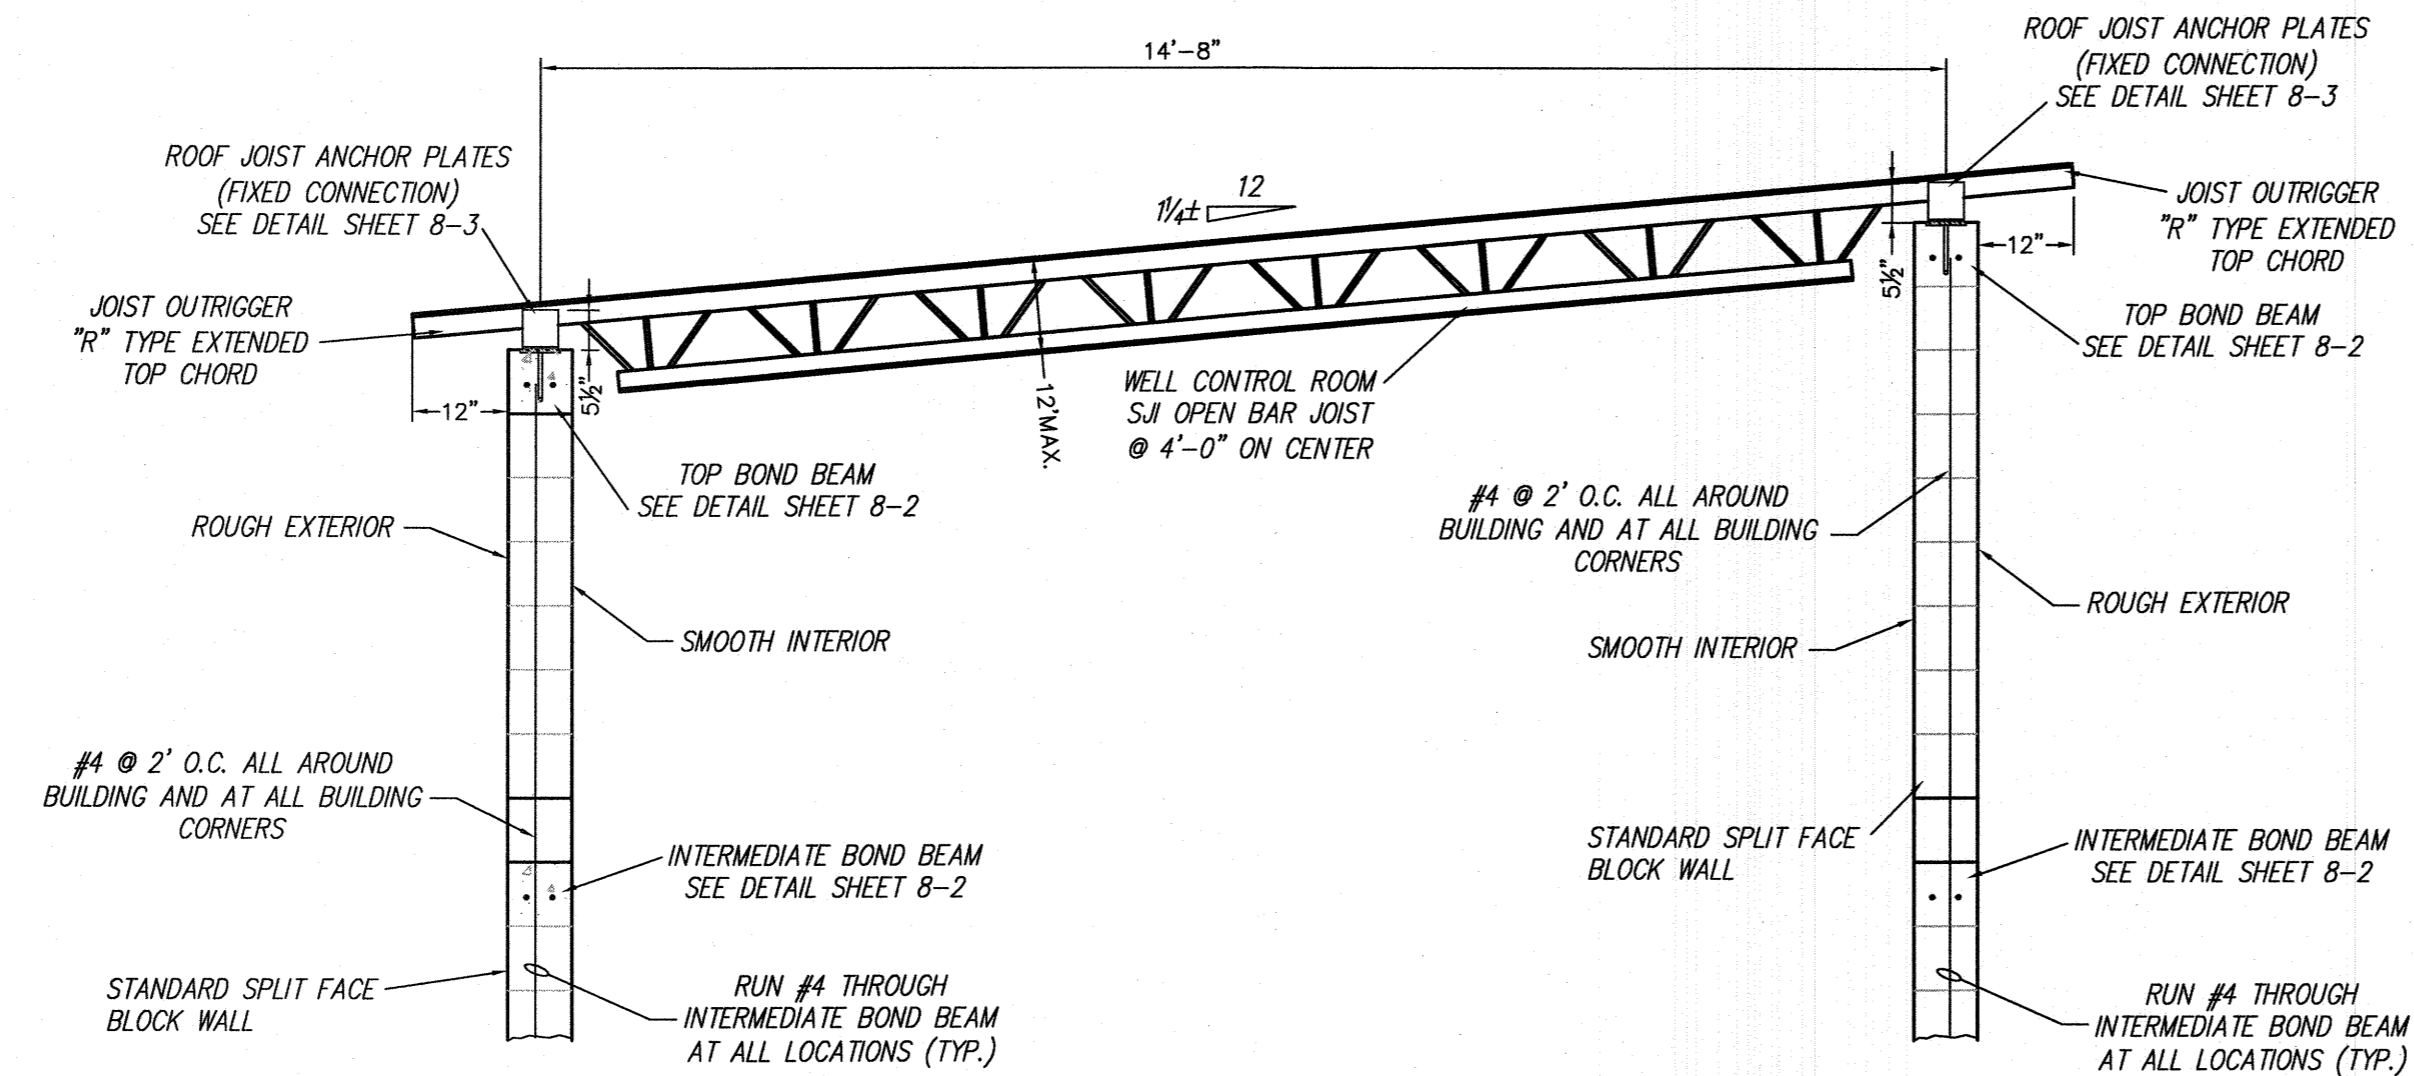 14'-8"
ROOF JOIST ANCHOR PLATES
(FIXED CONNECTION)
SEE DETAIL SHEET 8-3
ROOF JOIST ANCHOR PLATES
(FIXED CONNECTION)
SEE DETAIL SHEET 8-3
12
1¼±
JOIST OUTRIGGER
"R" TYPE EXTENDED
TOP CHORD
12"
5½"
JOIST OUTRIGGER
"R" TYPE EXTENDED
TOP CHORD
12"
5½"
12'MAX.
WELL CONTROL ROOM
SJI OPEN BAR JOIST
@ 4'-0" ON CENTER
TOP BOND BEAM
SEE DETAIL SHEET 8-2
TOP BOND BEAM
SEE DETAIL SHEET 8-2
ROUGH EXTERIOR
#4 @ 2' O.C. ALL AROUND
BUILDING AND AT ALL BUILDING
CORNERS
ROUGH EXTERIOR
SMOOTH INTERIOR
SMOOTH INTERIOR
#4 @ 2' O.C. ALL AROUND
BUILDING AND AT ALL BUILDING
CORNERS
INTERMEDIATE BOND BEAM
SEE DETAIL SHEET 8-2
STANDARD SPLIT FACE
BLOCK WALL
INTERMEDIATE BOND BEAM
SEE DETAIL SHEET 8-2
STANDARD SPLIT FACE
BLOCK WALL
RUN #4 THROUGH
INTERMEDIATE BOND BEAM
AT ALL LOCATIONS (TYP.)
RUN #4 THROUGH
INTERMEDIATE BOND BEAM
AT ALL LOCATIONS (TYP.)